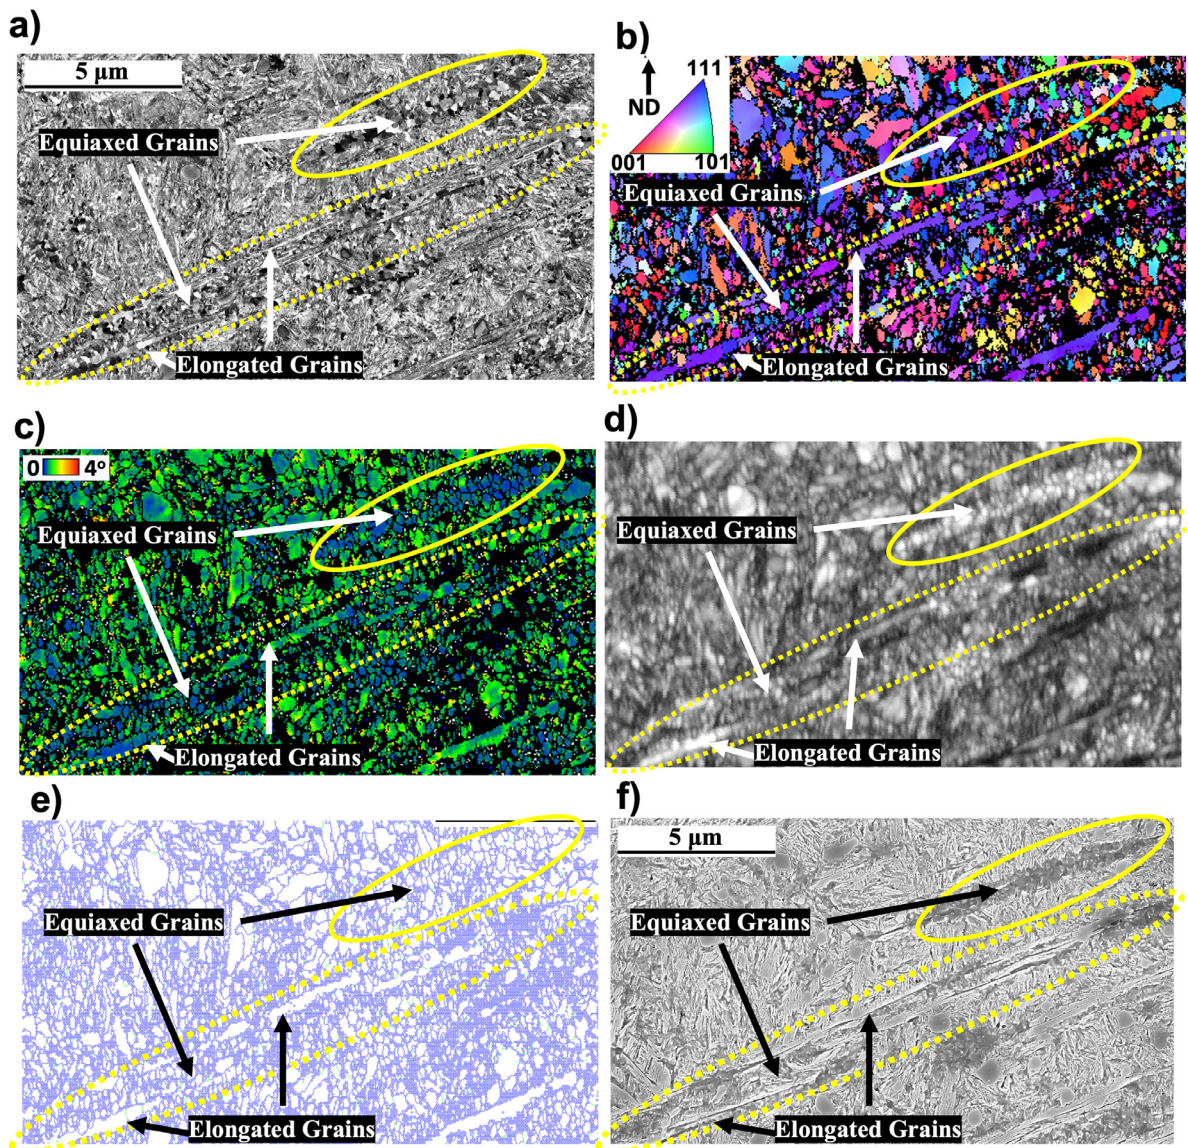 a)
5 μm
Equiaxed Grains
Elongated Grains
b)
ND
111
001
101
Equiaxed Grains
Elongated Grains
c)
0 4º
Equiaxed Grains
Elongated Grains
d)
Equiaxed Grains
Elongated Grains
e)
Equiaxed Grains
Elongated Grains
f)
5 μm
Equiaxed Grains
Elongated Grains